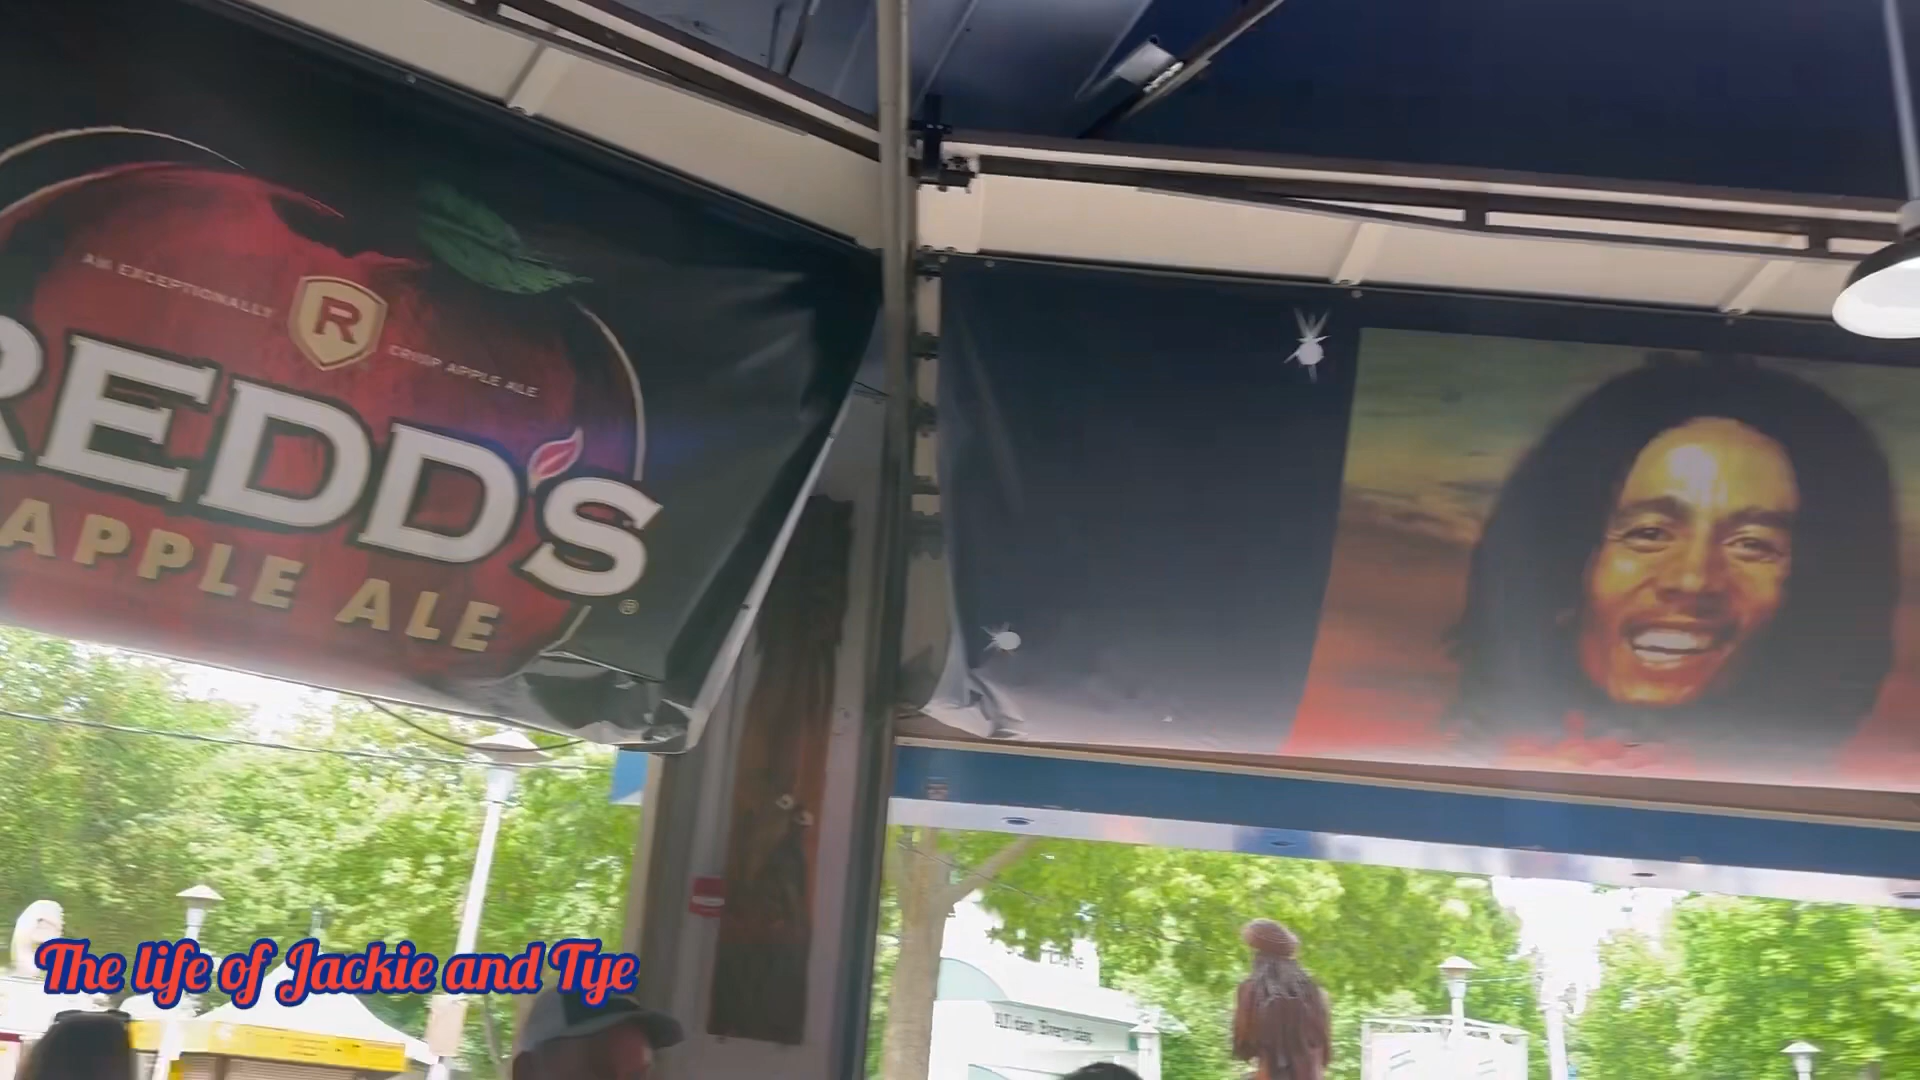 AN EXCEPTIONALLY
R
CRISP APPLE ALE
REDD'S
APPLE ALE
®
The life of Jackie and Tye